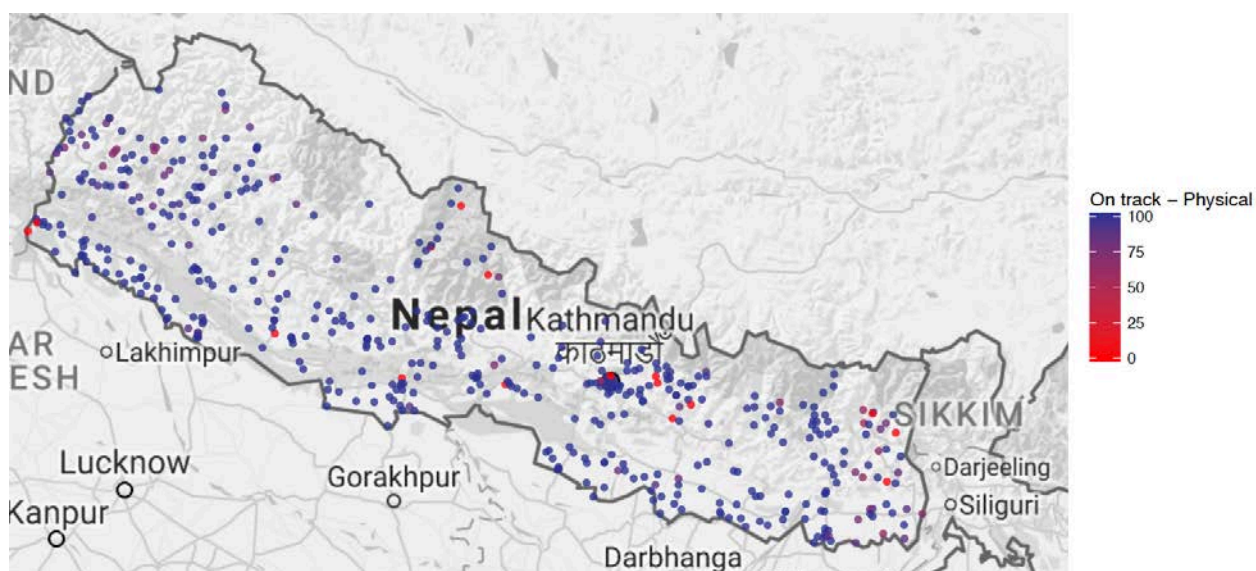 ND
On track – Physical
100
75
50
25
0
Nepal
Kathmandu
काठमाडौं
AR
ESH
Lakhimpur
SIKKIM
Lucknow
Gorakhpur
Darjeeling
Siliguri
Kanpur
Darbhanga